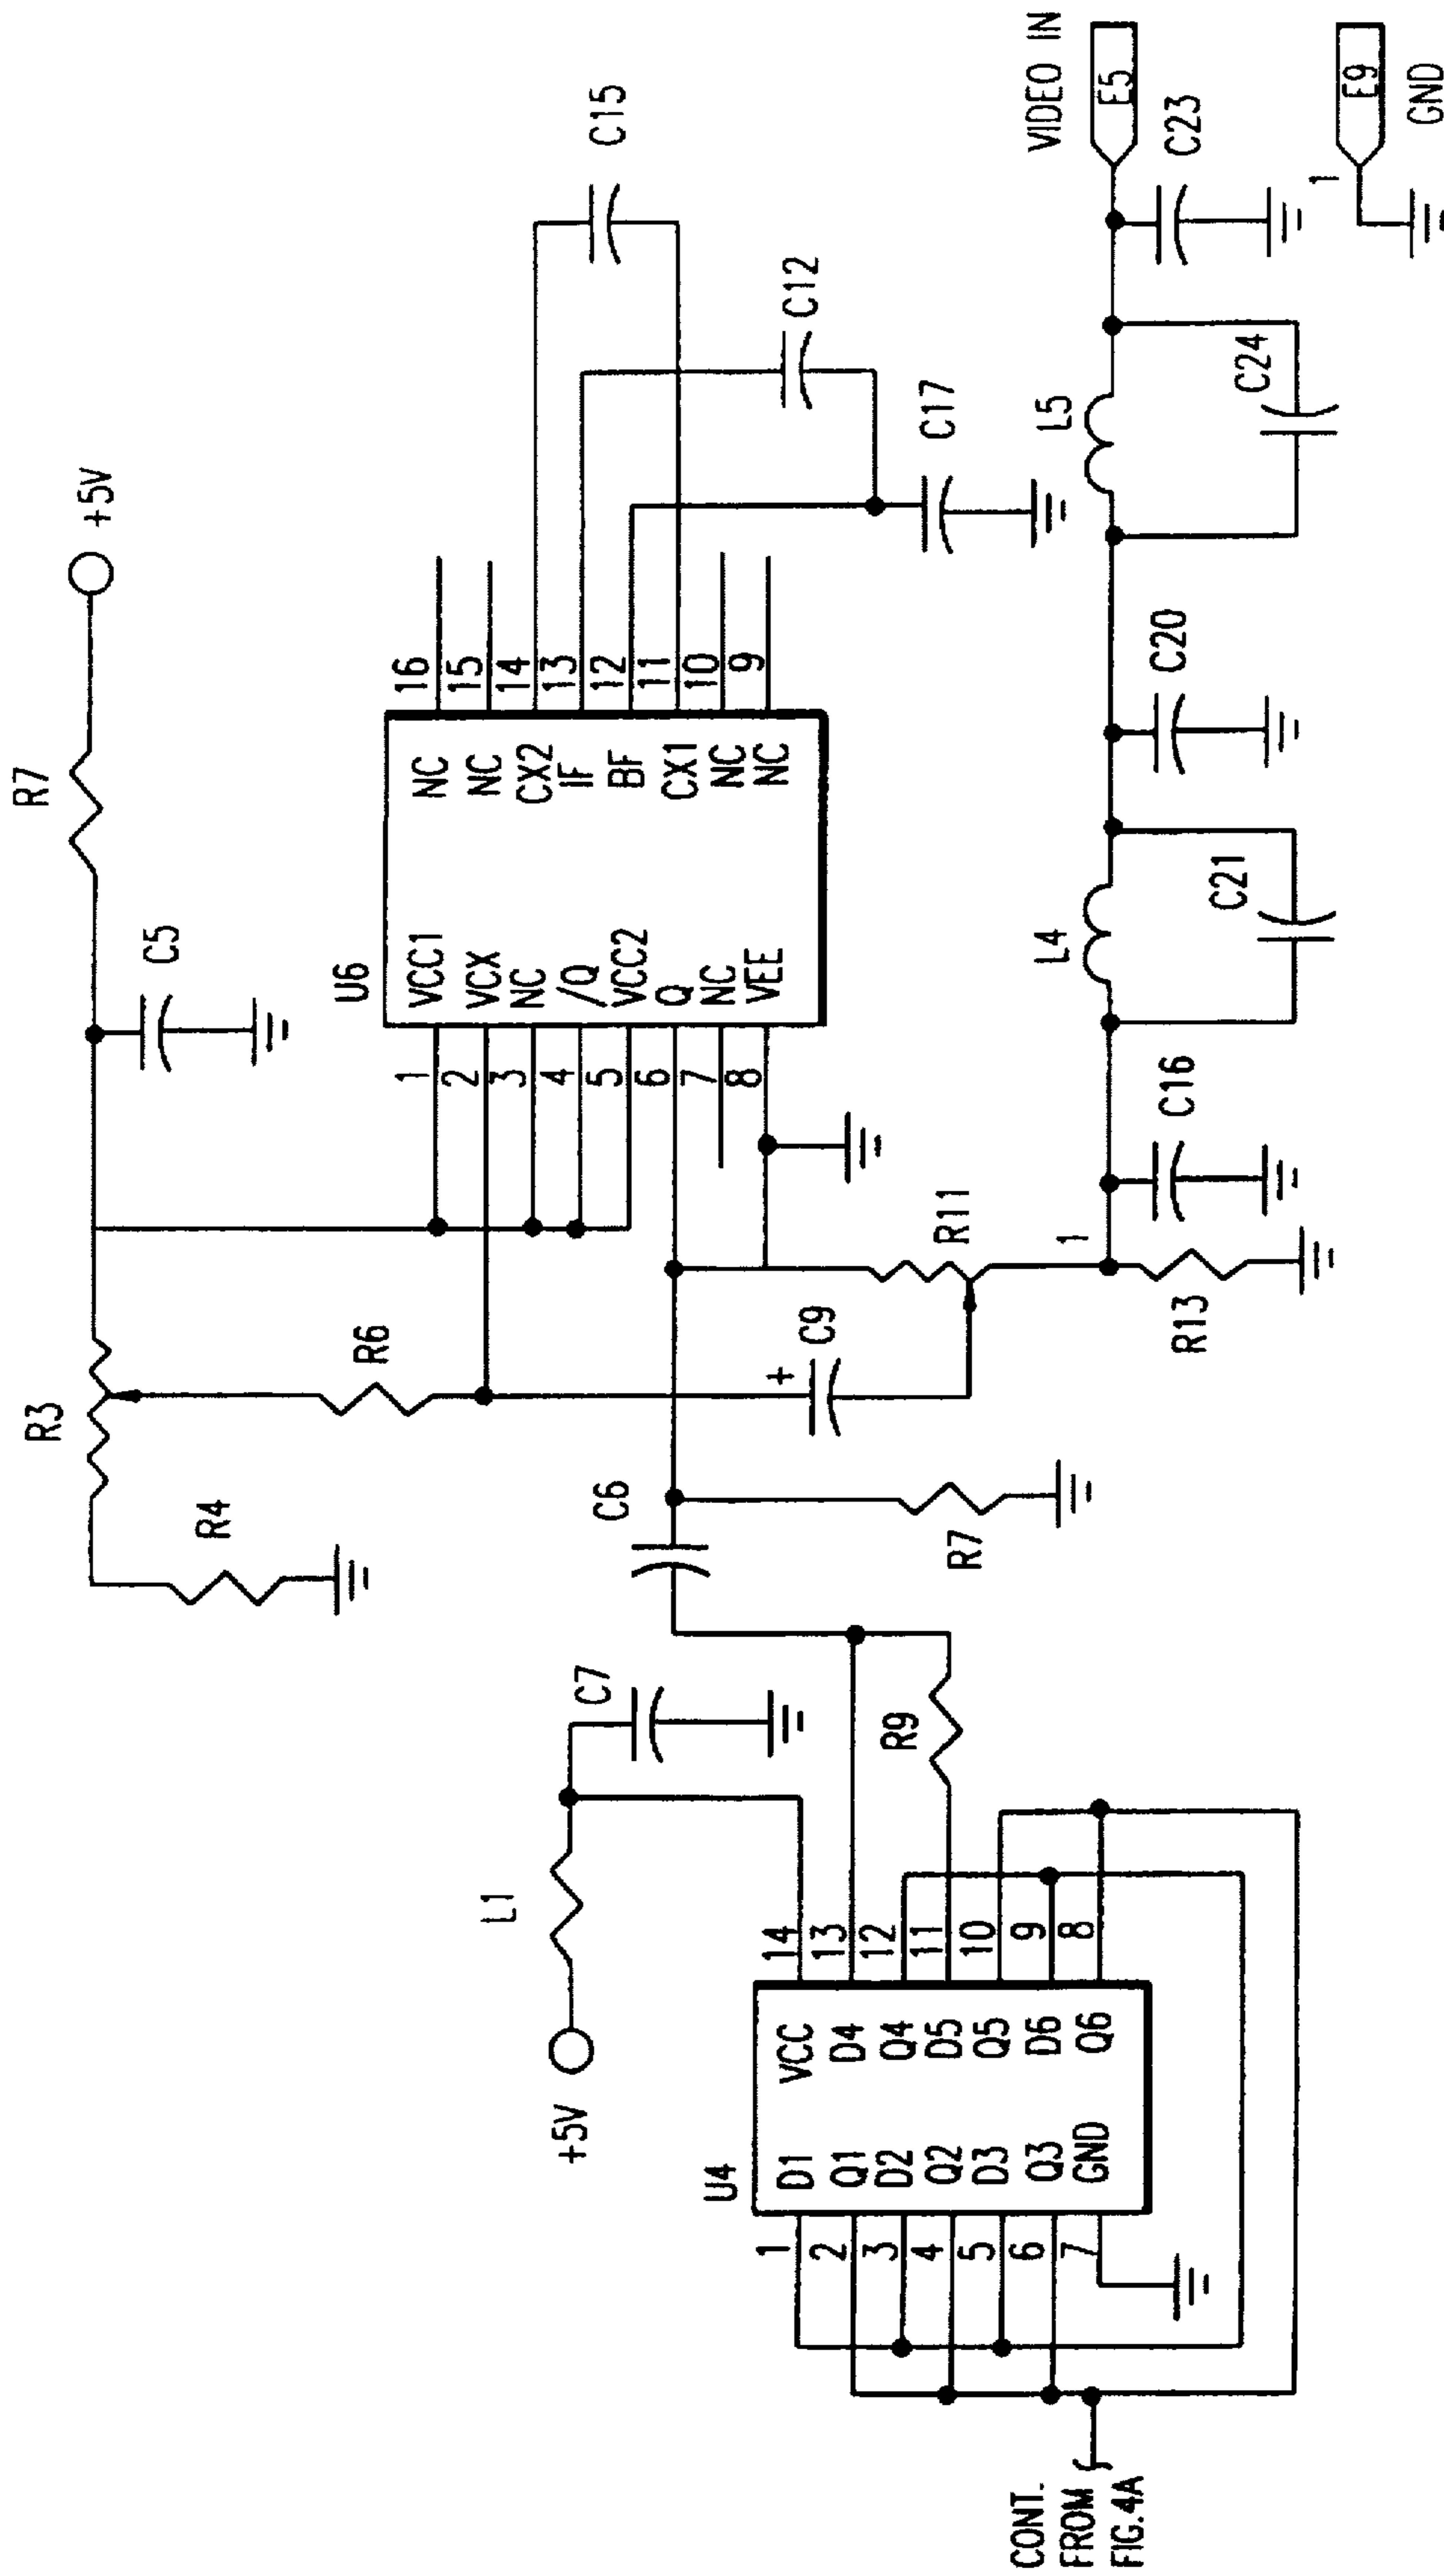 +5V
R7
C5
R3
R4
R6
U6
VCC1
VCX
NC
/Q
VCC2
Q
NC
VEE
NC
NC
CX2
IF
BF
CX1
NC
NC
1
2
3
4
5
6
7
8
16
15
14
13
12
11
10
9
C15
C12
C17
+
C9
R11
C6
R7
+5V
L1
C7
R9
U4
D1
Q1
D2
Q2
D3
Q3
GND
VCC
D4
Q4
D5
Q5
D6
Q6
1
2
3
4
5
6
7
14
13
12
11
10
9
8
CONT.
FROM
FIG.4A
1
R13
C16
L4
C21
C20
L5
C24
C23
VIDEO IN
E5
1
E9
GND